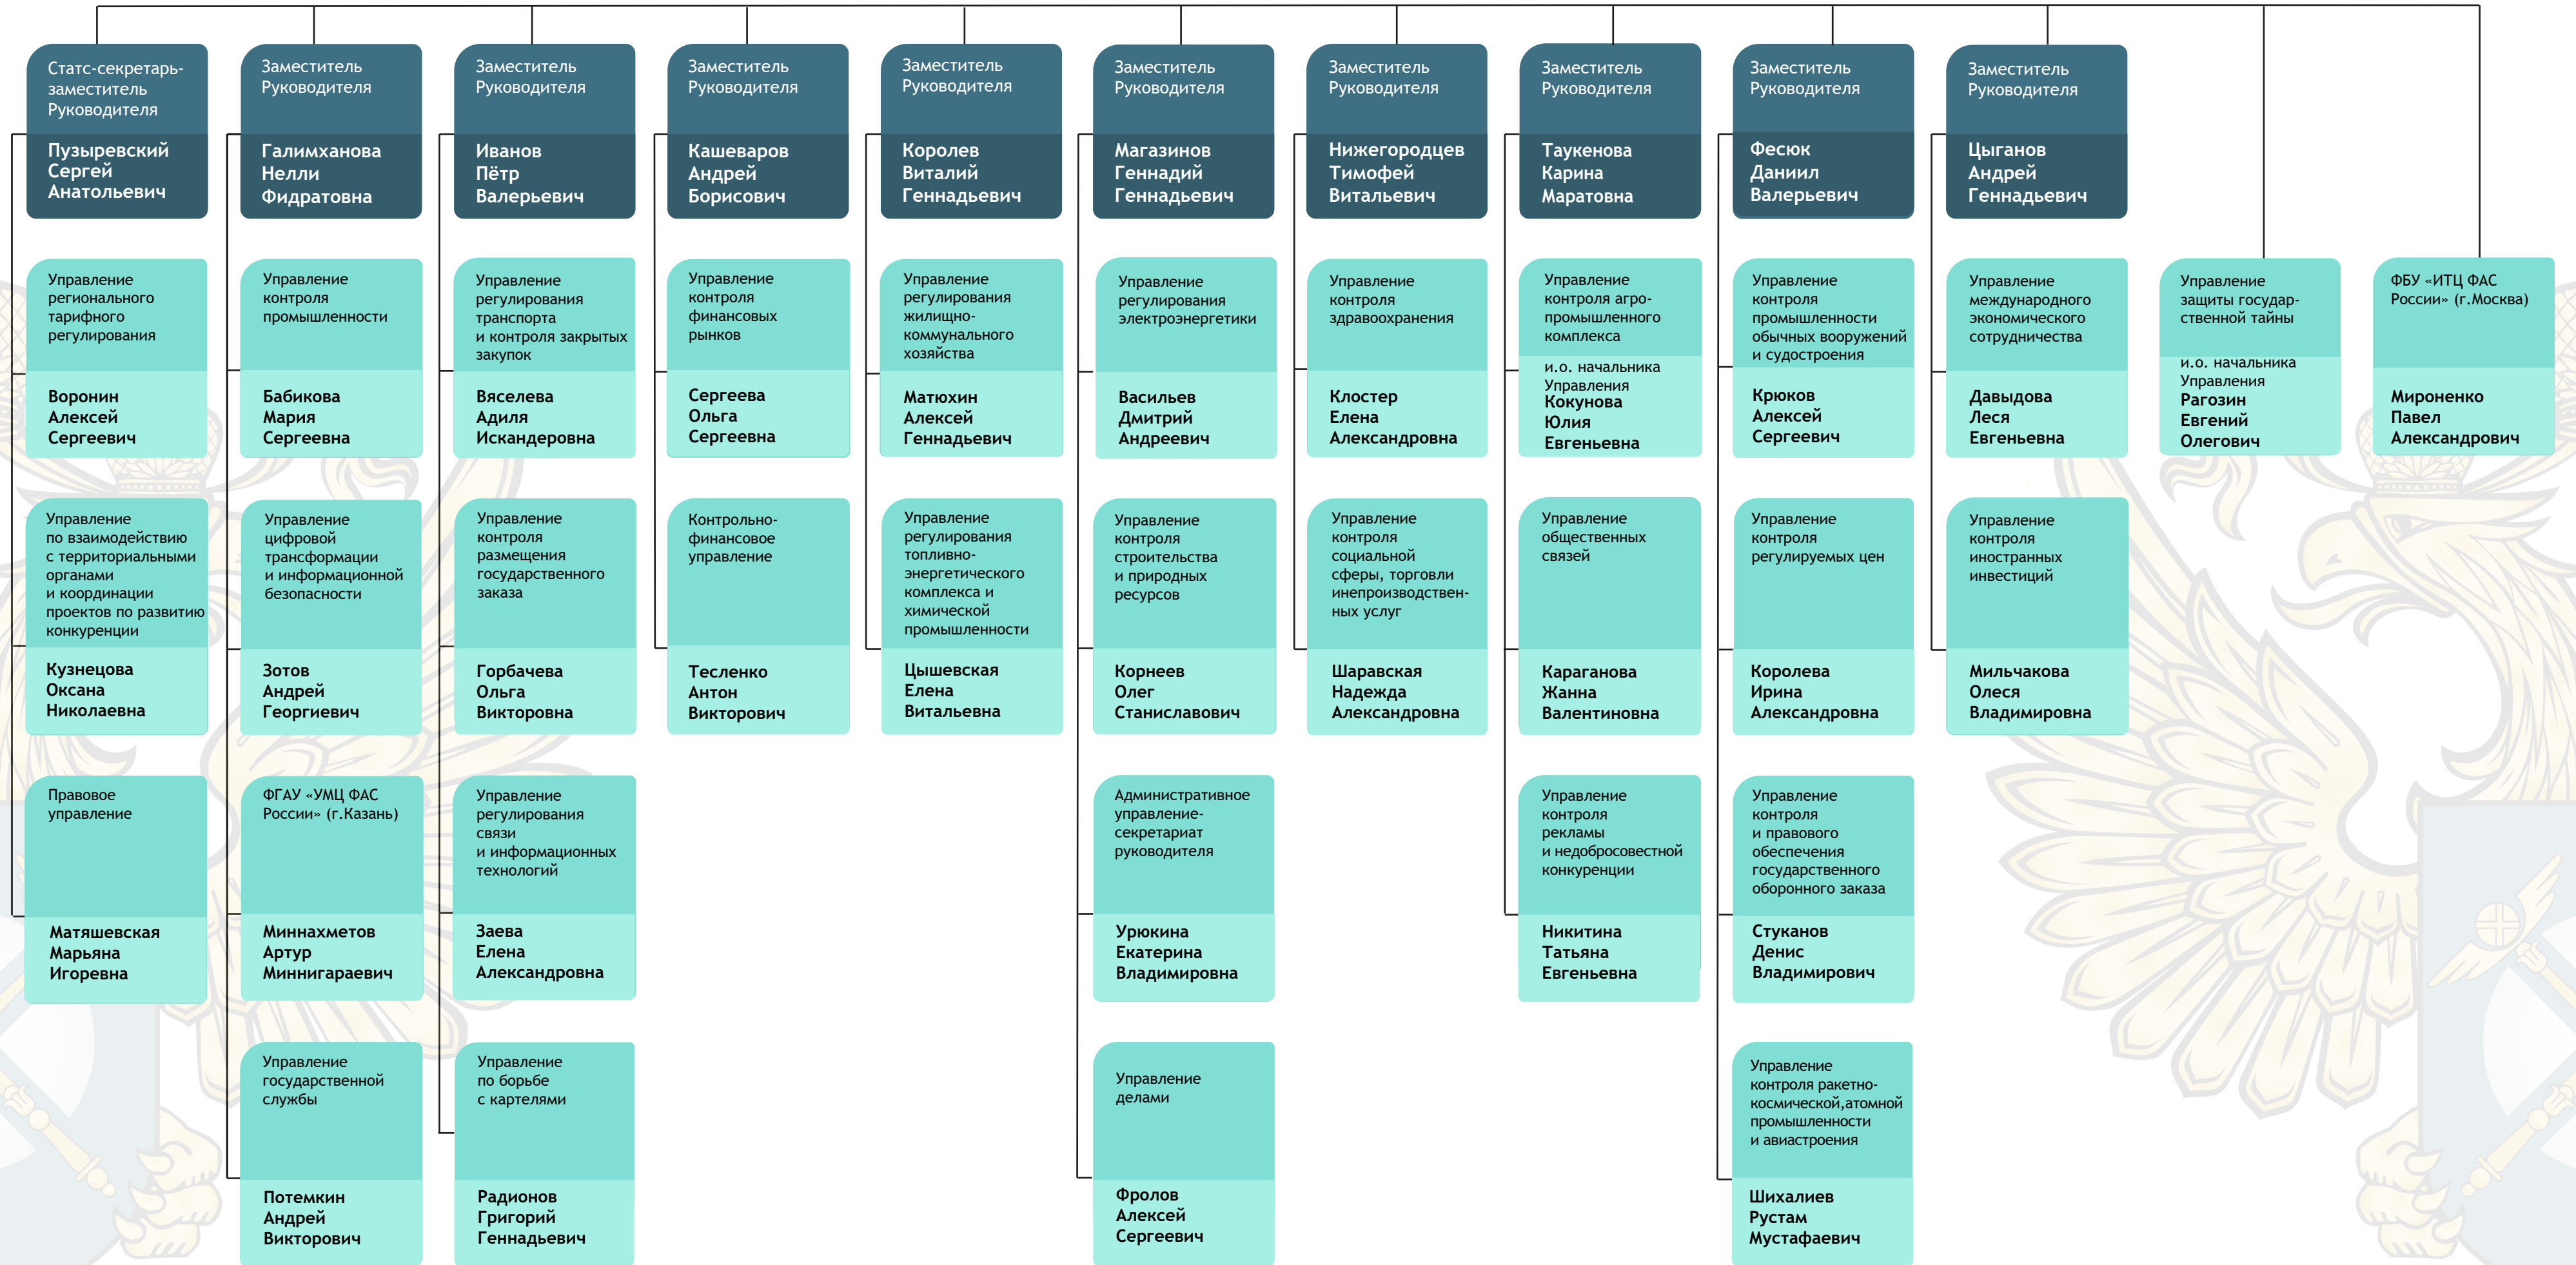 Статс-секретарь-
заместитель
Руководителя
Пузыревский
Сергей
Анатольевич
Управление
регионального
тарифного
регулирования
Воронин
Алексей
Сергеевич
Управление
по взаимодействию
с территориальными
органами
и координации
проектов по развитию
конкуренции
Кузнецова
Оксана
Николаевна
Правовое
управление
Матяшевская
Марьяна
Игоревна
Заместитель
Руководителя
Галимханова
Нелли
Фидратовна
Управление
контроля
промышленности
Бабикова
Мария
Сергеевна
Управление
цифровой
трансформации
и информационной
безопасности
Зотов
Андрей
Георгиевич
ФГАУ «УМЦ ФАС
России» (г.Казань)
Миннахметов
Артур
Миннигараевич
Управление
государственной
службы
Потемкин
Андрей
Викторович
Заместитель
Руководителя
Иванов
Пётр
Валерьевич
Управление
регулирования
транспорта
и контроля закрытых
закупок
Вяселева
Адиля
Искандеровна
Управление
контроля
размещения
государственного
заказа
Горбачева
Ольга
Викторовна
Управление
регулирования
связи
и информационных
технологий
Заева
Елена
Александровна
Управление
по борьбе
с картелями
Радионов
Григорий
Геннадьевич
Заместитель
Руководителя
Кашеваров
Андрей
Борисович
Управление
контроля
финансовых
рынков
Сергеева
Ольга
Сергеевна
Контрольно-
финансовое
управление
Тесленко
Антон
Викторович
Заместитель
Руководителя
Королев
Виталий
Геннадьевич
Управление
регулирования
жилищно-
коммунального
хозяйства
Матюхин
Алексей
Геннадьевич
Управление
регулирования
топливно-
энергетического
комплекса и
химической
промышленности
Цышевская
Елена
Витальевна
Заместитель
Руководителя
Магазинов
Геннадий
Геннадьевич
Управление
регулирования
электроэнергетики
Васильев
Дмитрий
Андреевич
Управление
контроля
строительства
и природных
ресурсов
Корнеев
Олег
Станиславович
Административное
управление-
секретариат
руководителя
Урюкина
Екатерина
Владимировна
Управление
делами
Фролов
Алексей
Сергеевич
Заместитель
Руководителя
Нижегородцев
Тимофей
Витальевич
Управление
контроля
здравоохранения
Клостер
Елена
Александровна
Управление
контроля
социальной
сферы, торговли
инепроизводствен-
ных услуг
Шаравская
Надежда
Александровна
Заместитель
Руководителя
Таукенова
Карина
Маратовна
Управление
контроля агро-
промышленного
комплекса
и.о. начальника
Управления
Кокунова
Юлия
Евгеньевна
Управление
общественных
связей
Караганова
Жанна
Валентиновна
Управление
контроля
рекламы
и недобросовестной
конкуренции
Никитина
Татьяна
Евгеньевна
Заместитель
Руководителя
Фесюк
Даниил
Валерьевич
Управление
контроля
промышленности
обычных вооружений
и судостроения
Крюков
Алексей
Сергеевич
Управление
контроля
регулируемых цен
Королева
Ирина
Александровна
Управление
контроля
и правового
обеспечения
государственного
оборонного заказа
Стуканов
Денис
Владимирович
Управление
контроля ракетно-
космической,атомной
промышленности
и авиастроения
Шихалиев
Рустам
Мустафаевич
Заместитель
Руководителя
Цыганов
Андрей
Геннадьевич
Управление
международного
экономического
сотрудничества
Давыдова
Леся
Евгеньевна
Управление
контроля
иностранных
инвестиций
Мильчакова
Олеся
Владимировна
Управление
защиты государ-
ственной тайны
и.о. начальника
Управления
Рагозин
Евгений
Олегович
ФБУ «ИТЦ ФАС
России» (г.Москва)
Мироненко
Павел
Александрович